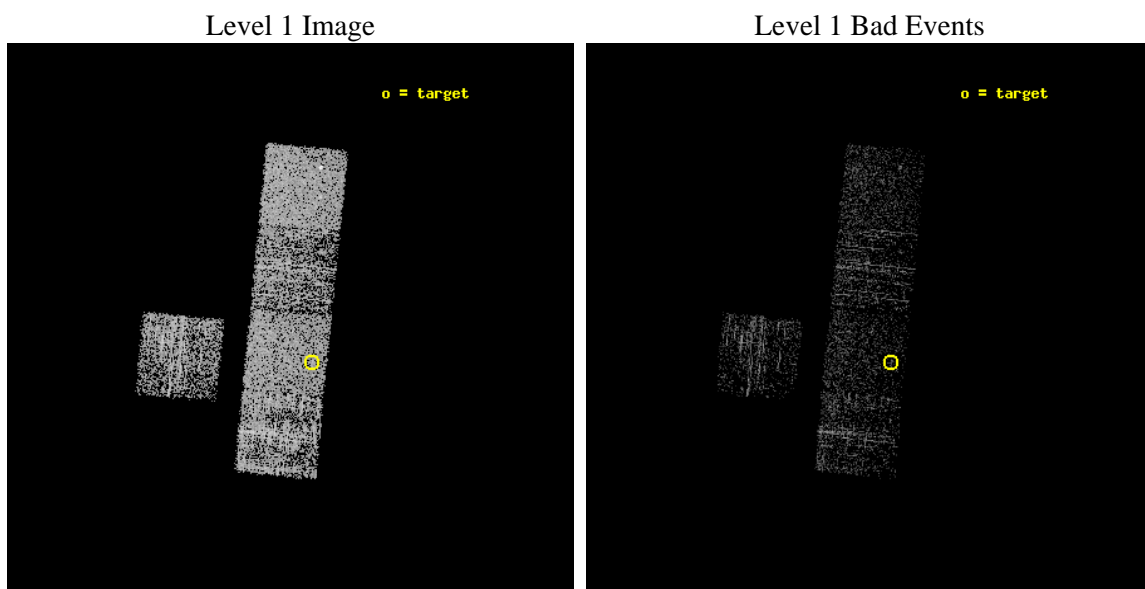 Level 1 Image
Level 1 Bad Events
o = target
o = target